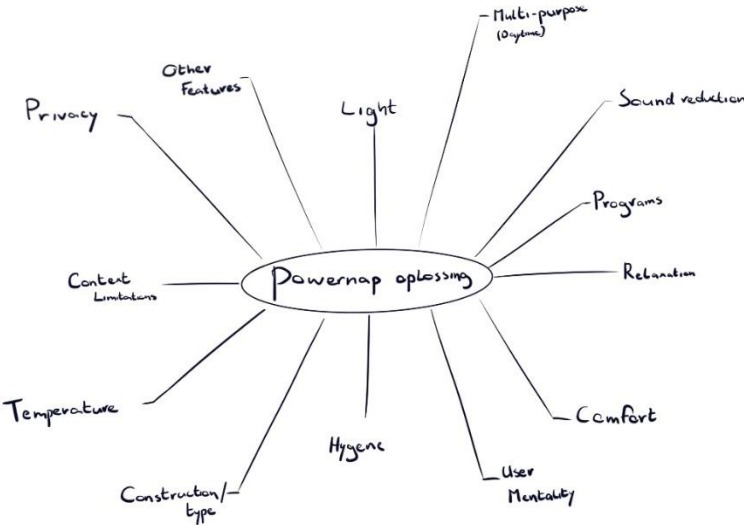 Multi-purpose
(Daytime)
Other
Features
Light
Sound reduction
Privacy
Programs
Powernap oplossing
Relaxation
Context
Limitations
Temperature
Comfort
Hygene
User
Mentality
Construction/
type